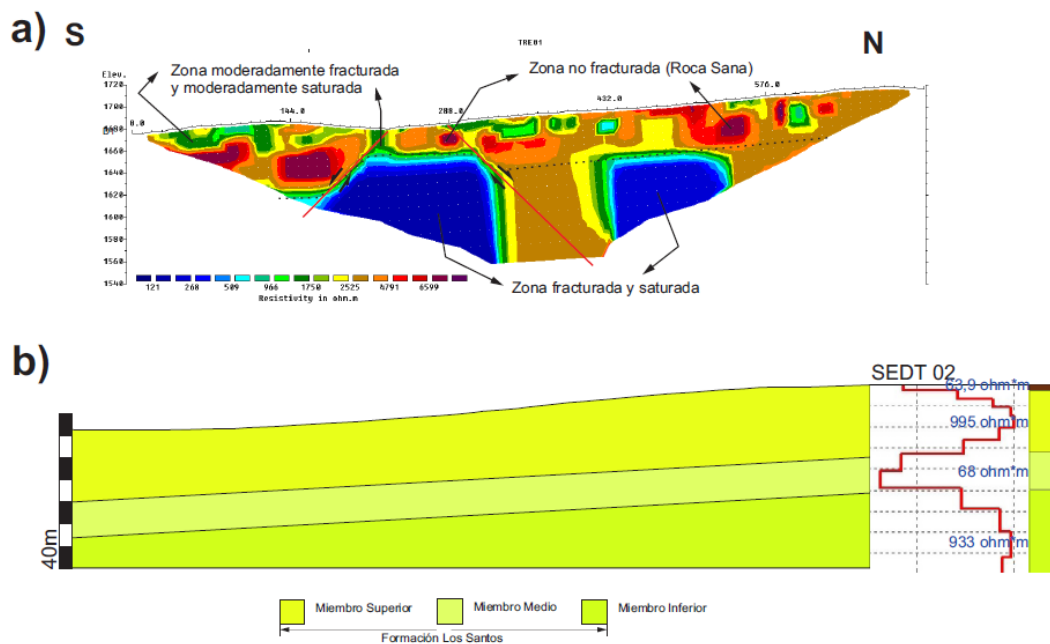 a) S
N
TRE01
Zona moderadamente fracturada
y moderadamente saturada
Zona no fracturada (Roca Sana)
Elev.
1720
1700
1680
1660
1640
1620
1600
1580
1560
1540
0.0
144.0
288.0
432.0
576.0
Zona fracturada y saturada
121 268 509 966 1750 2525 4791 6599
Resistivity in ohm.m
b)
SEDT 02
63,9 ohm*m
995 ohm*m
68 ohm*m
933 ohm*m
40m
Miembro Superior
Miembro Medio
Miembro Inferior
Formación Los Santos